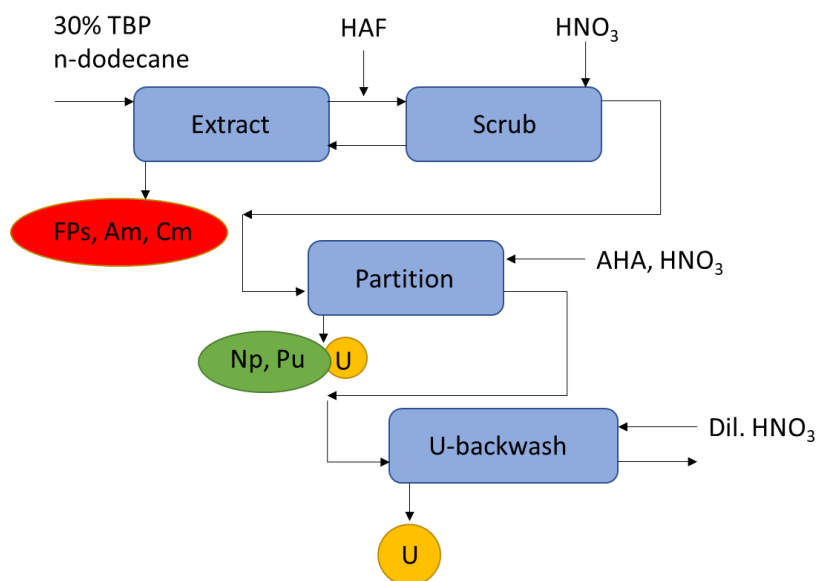 30% TBP
n-dodecane
HAF
HNO₃
Extract
Scrub
FPs, Am, Cm
Partition
AHA, HNO₃
Np, Pu
U
U-backwash
Dil. HNO₃
U